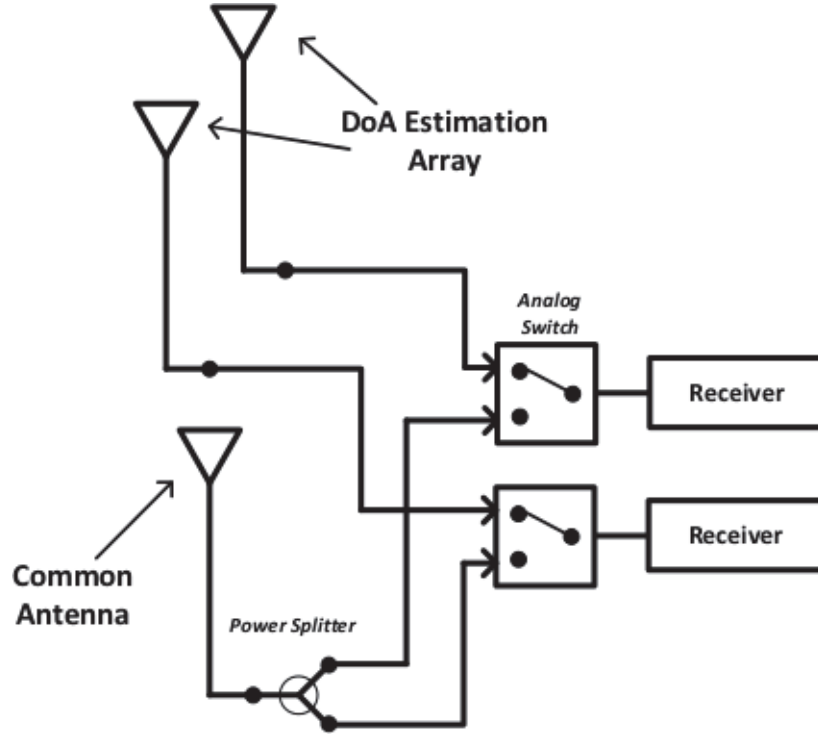 DoA Estimation
Array
Analog
Switch
Receiver
Receiver
Common
Antenna
Power Splitter